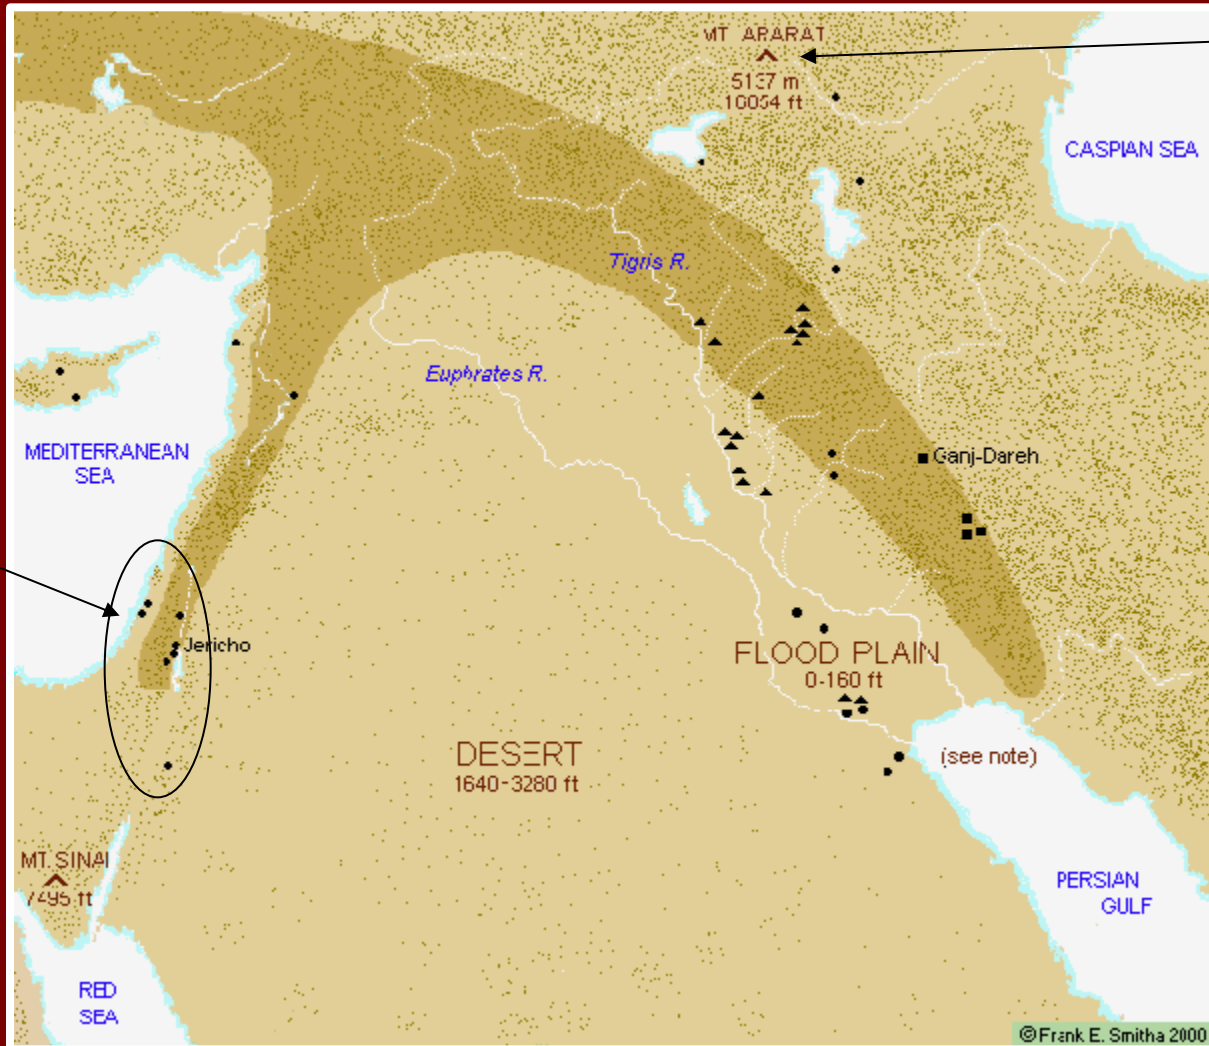 MT. ARARAT
5137 m
16054 ft
CASPIAN SEA
Tigris R.
Euphrates R.
MEDITERRANEAN
SEA
Ganj-Dareh
Jericho
FLOOD PLAIN
0-160 ft
DESERT
1640-3280 ft
(see note)
MT. SINAI
7495 ft
PERSIAN
GULF
RED
SEA
©Frank E. Smitha 2000